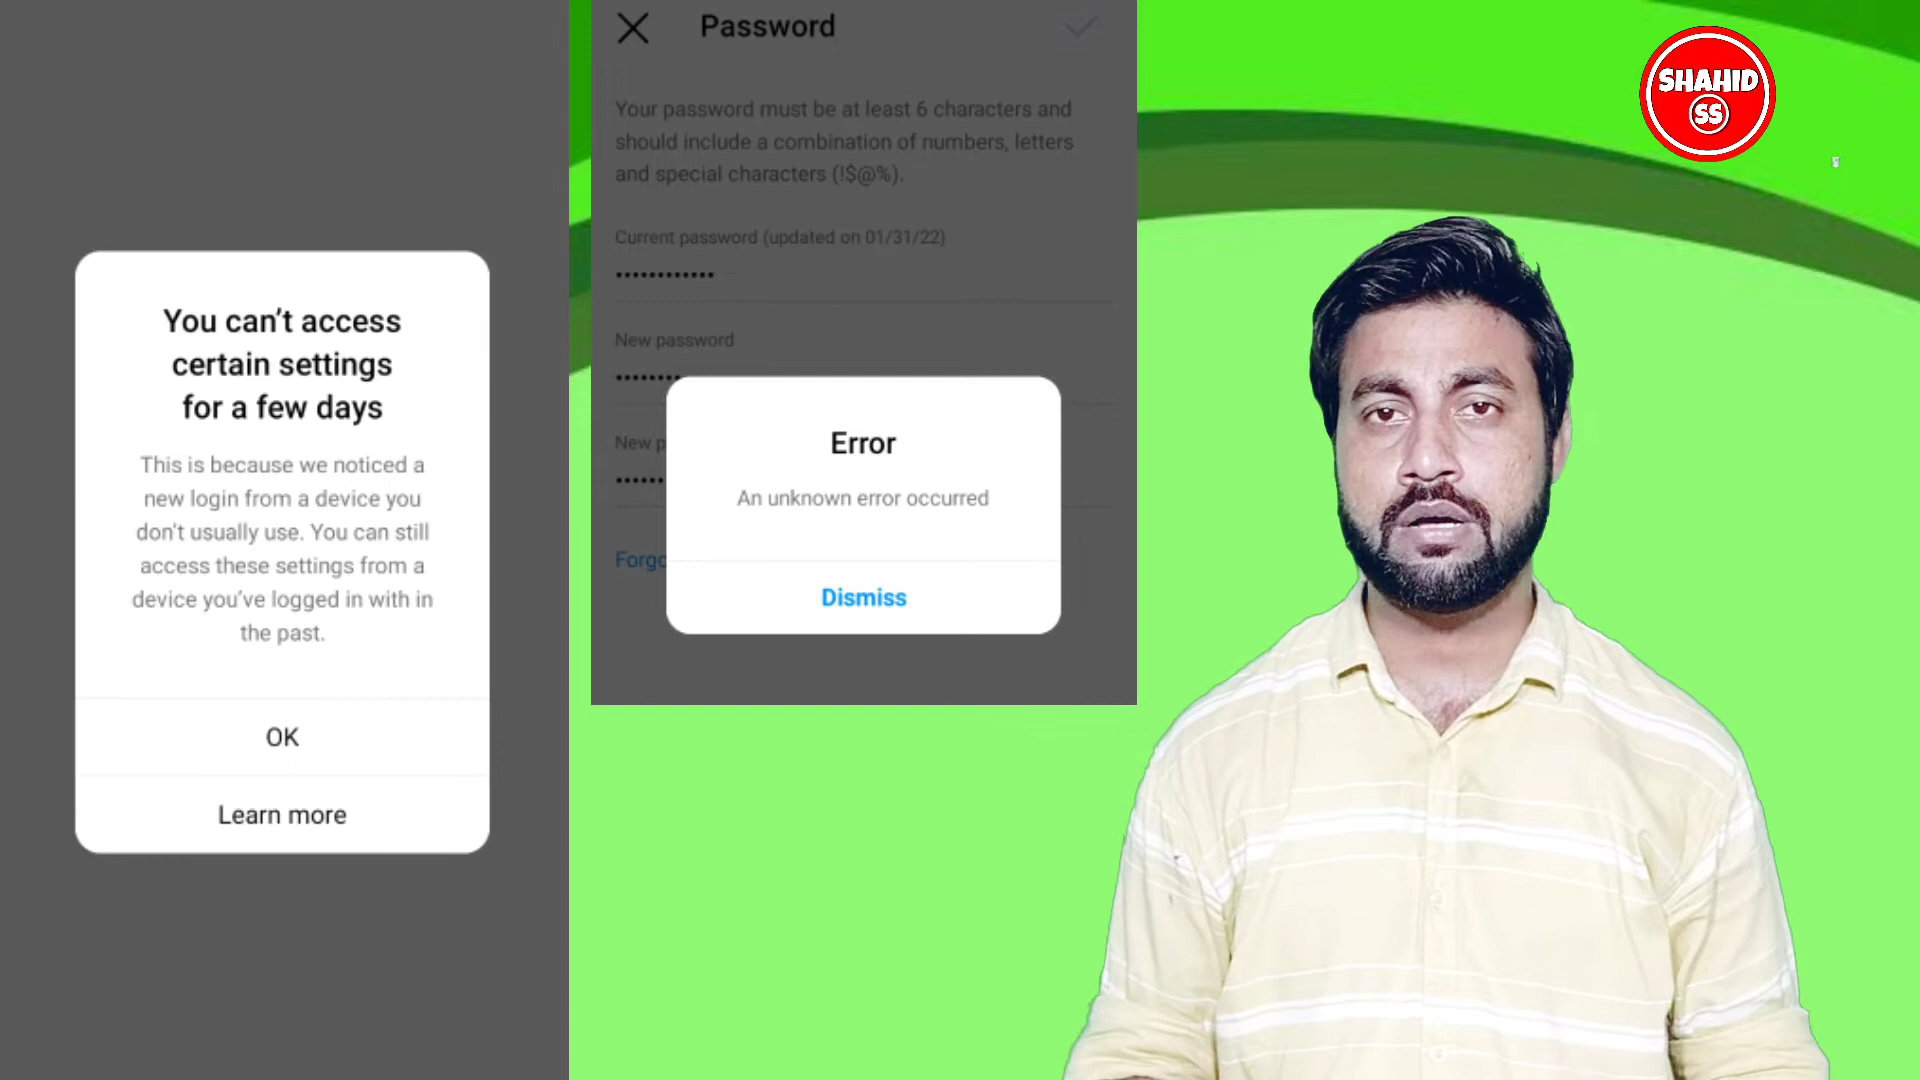 You can't access
certain settings
for a few days
This is because we noticed a
new login from a device you
don't usually use. You can still
access these settings from a
device you've logged in with in
the past.
OK
Learn more
Password
Your password must be at least 6 characters and
should include a combination of numbers, letters
and special characters (!$@%).
Current password (updated on 01/31/22)
New password
New p
Forgo
Error
An unknown error occurred
Dismiss
SHAHID
SS